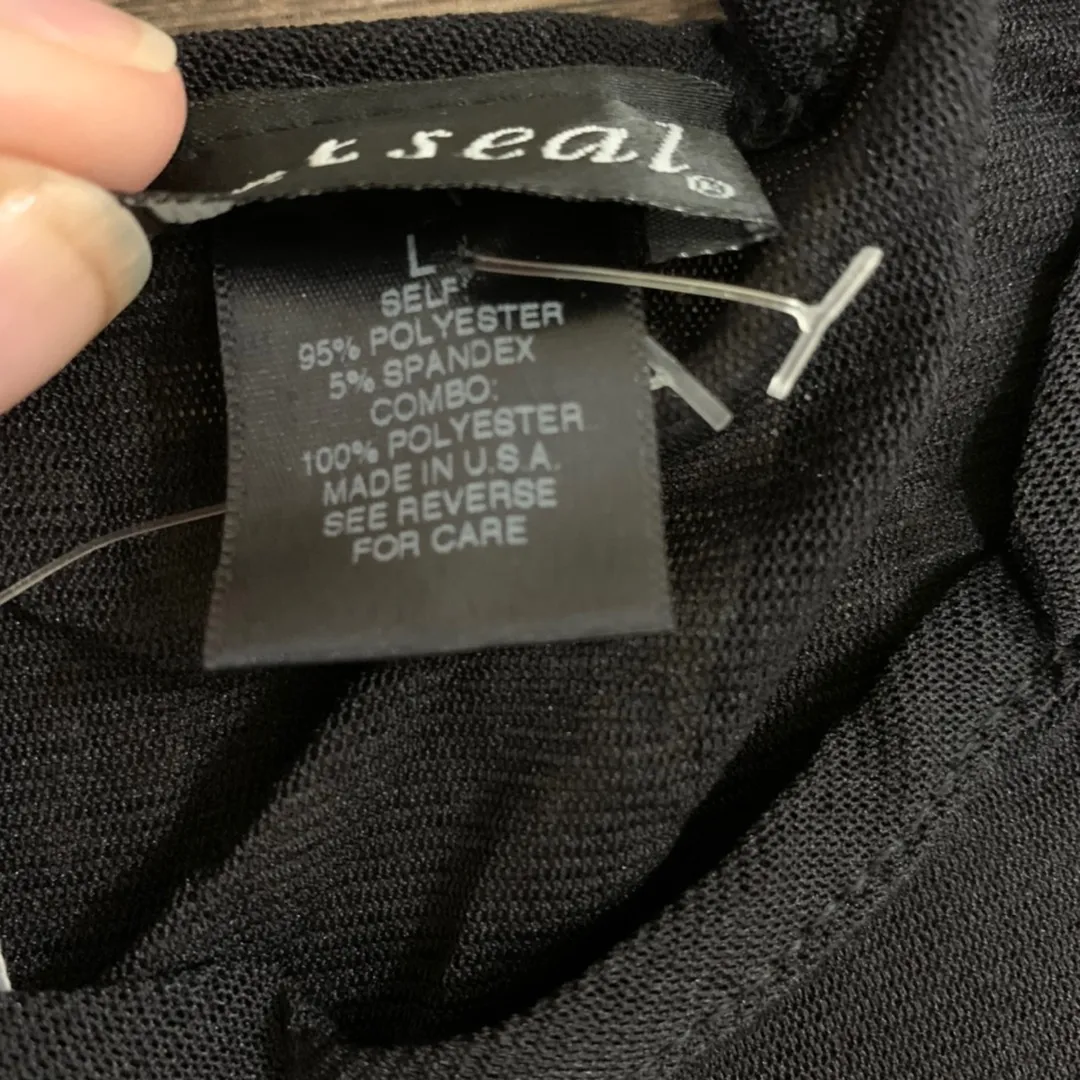 t seal®
L
SELF:
95% POLYESTER
5% SPANDEX
COMBO:
100% POLYESTER
MADE IN U.S.A.
SEE REVERSE
FOR CARE